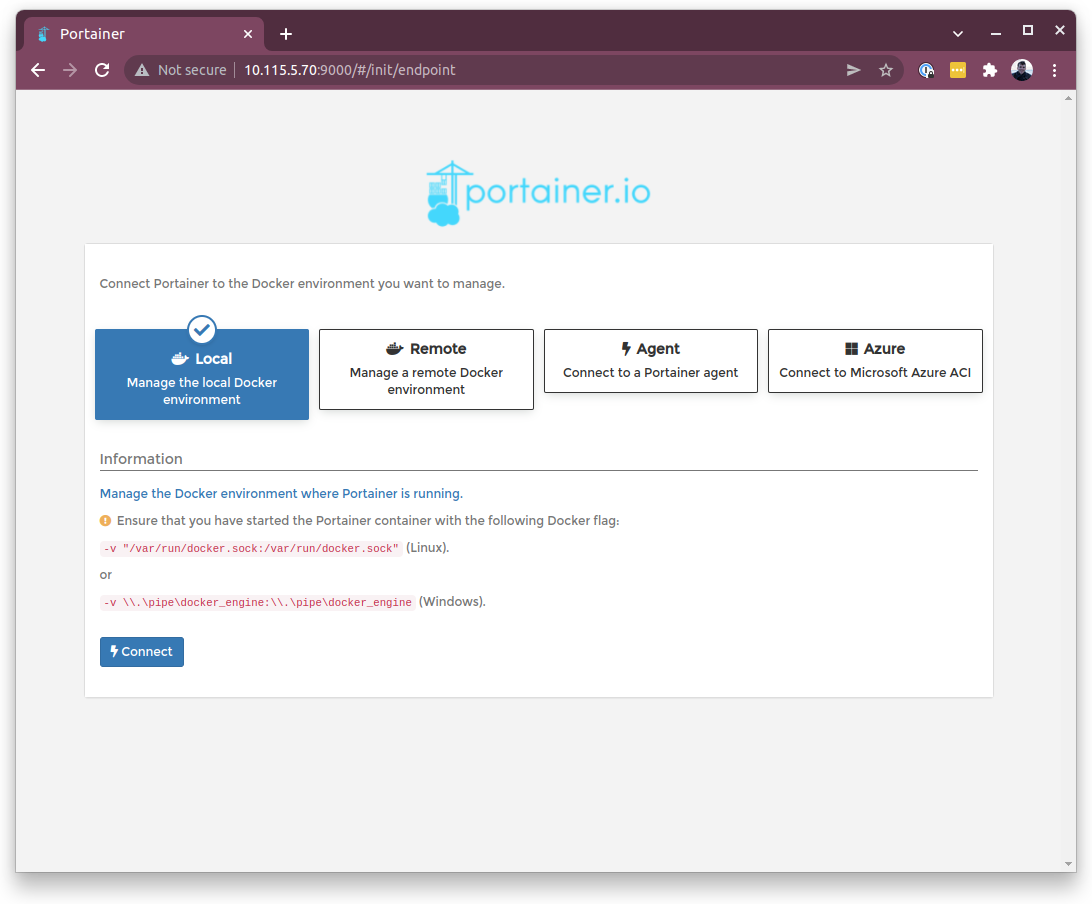 Portainer
Not secure 10.115.5.70:9000/#/init/endpoint
portainer.io
Connect Portainer to the Docker environment you want to manage.
Local
Manage the local Docker
environment
Remote
Manage a remote Docker
environment
Agent
Connect to a Portainer agent
Azure
Connect to Microsoft Azure ACI
Information
Manage the Docker environment where Portainer is running.
Ensure that you have started the Portainer container with the following Docker flag:
-v "/var/run/docker.sock:/var/run/docker.sock" (Linux).
or
-v \\.\pipe\docker_engine:\\.\pipe\docker_engine (Windows).
Connect